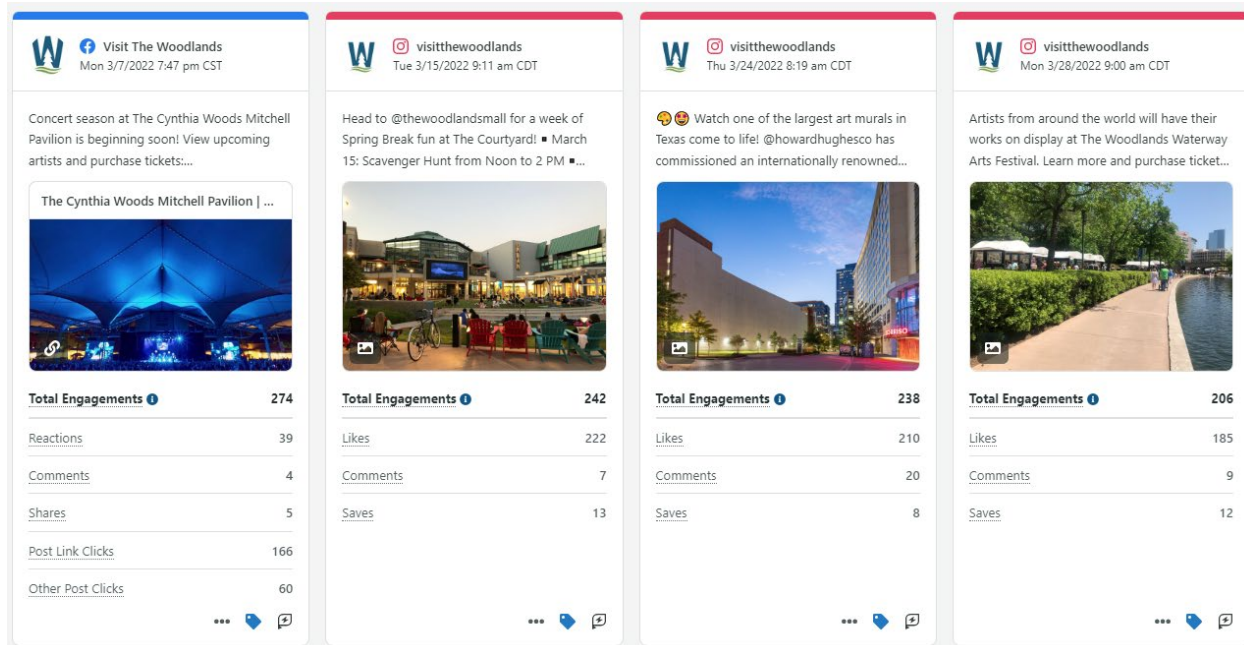 Visit The Woodlands
Mon 3/7/2022 7:47 pm CST
Concert season at The Cynthia Woods Mitchell
Pavilion is beginning soon! View upcoming
artists and purchase tickets:...
The Cynthia Woods Mitchell Pavilion | ...
Total Engagements 274
Reactions 39
Comments 4
Shares 5
Post Link Clicks 166
Other Post Clicks 60
visitthewoodlands
Tue 3/15/2022 9:11 am CDT
Head to @thewoodlandsmall for a week of
Spring Break fun at The Courtyard! ▪ March
15: Scavenger Hunt from Noon to 2 PM ▪...
Total Engagements 242
Likes 222
Comments 7
Saves 13
visitthewoodlands
Thu 3/24/2022 8:19 am CDT
🎨🤩 Watch one of the largest art murals in
Texas come to life! @howardhughesco has
commissioned an internationally renowned...
Total Engagements 238
Likes 210
Comments 20
Saves 8
visitthewoodlands
Mon 3/28/2022 9:00 am CDT
Artists from around the world will have their
works on display at The Woodlands Waterway
Arts Festival. Learn more and purchase ticket...
Total Engagements 206
Likes 185
Comments 9
Saves 12